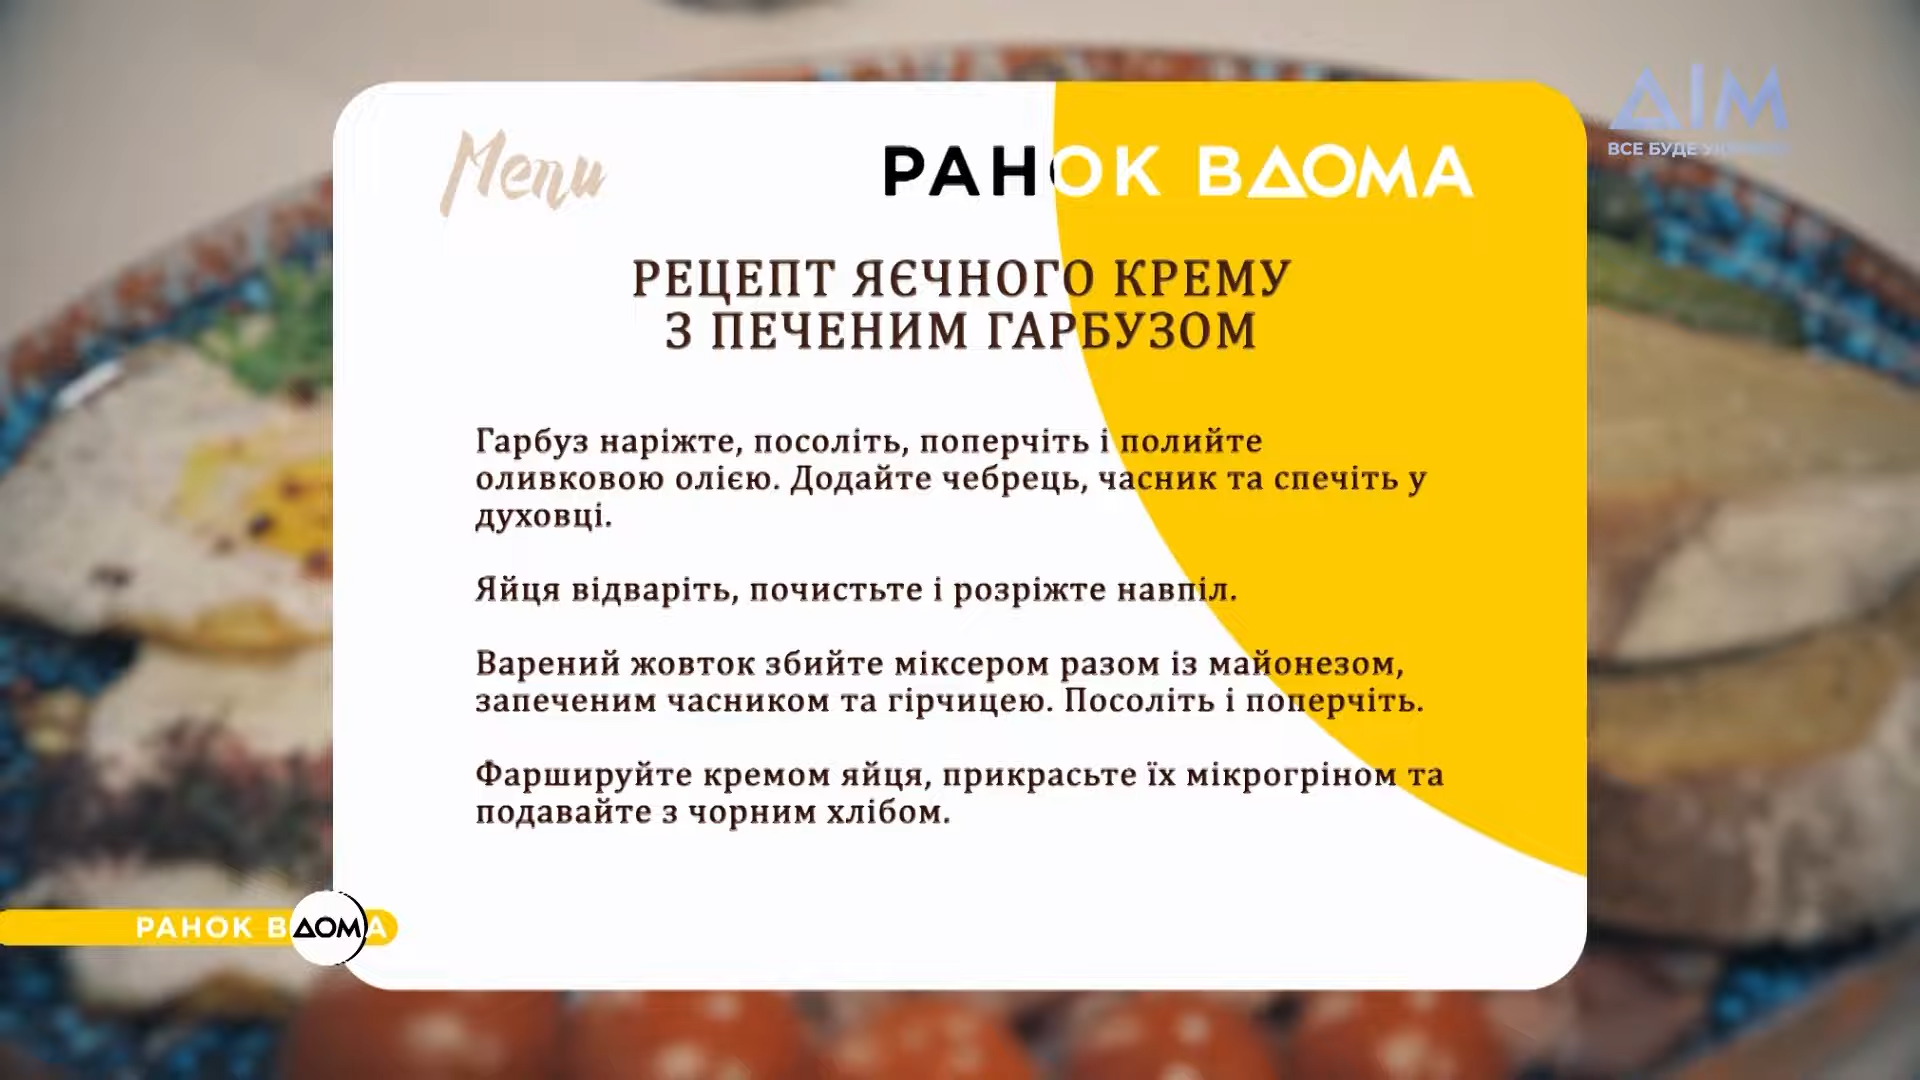 ДІМ
ВСЕ БУДЕ
Menu
РАНОК ВДОМА
РЕЦЕПТ ЯЄЧНОГО КРЕМУ
З ПЕЧЕНИМ ГАРБУЗОМ
Гарбуз наріжте, посоліть, поперчіть і полийте
оливковою олією. Додайте чебрець, часник та спечіть у
духовці.
Яйця відваріть, почистьте і розріжте навпіл.
Варений жовток збийте міксером разом із майонезом,
запеченим часником та гірчицею. Посоліть і поперчіть.
Фаршируйте кремом яйця, прикрасьте їх мікрогріном та
подавайте з чорним хлібом.
РАНОК ВДОМА